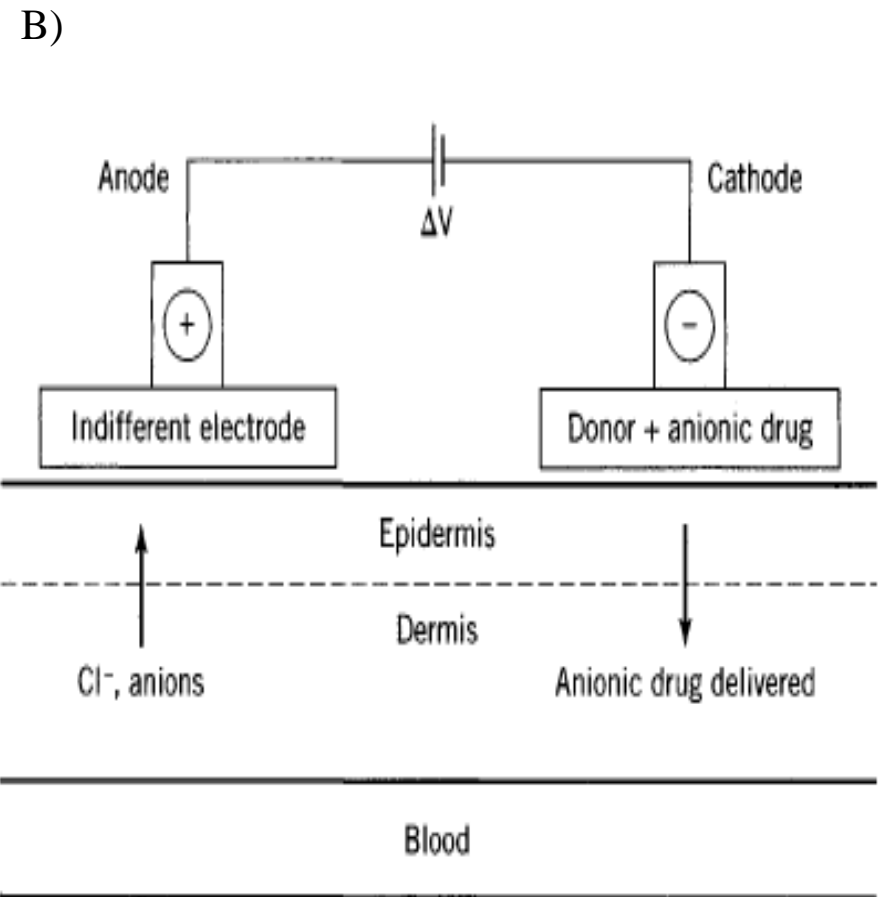 B)
Anode
Cathode
ΔV
+
−
Indifferent electrode
Donor + anionic drug
Epidermis
Dermis
Cl⁻, anions
Anionic drug delivered
Blood